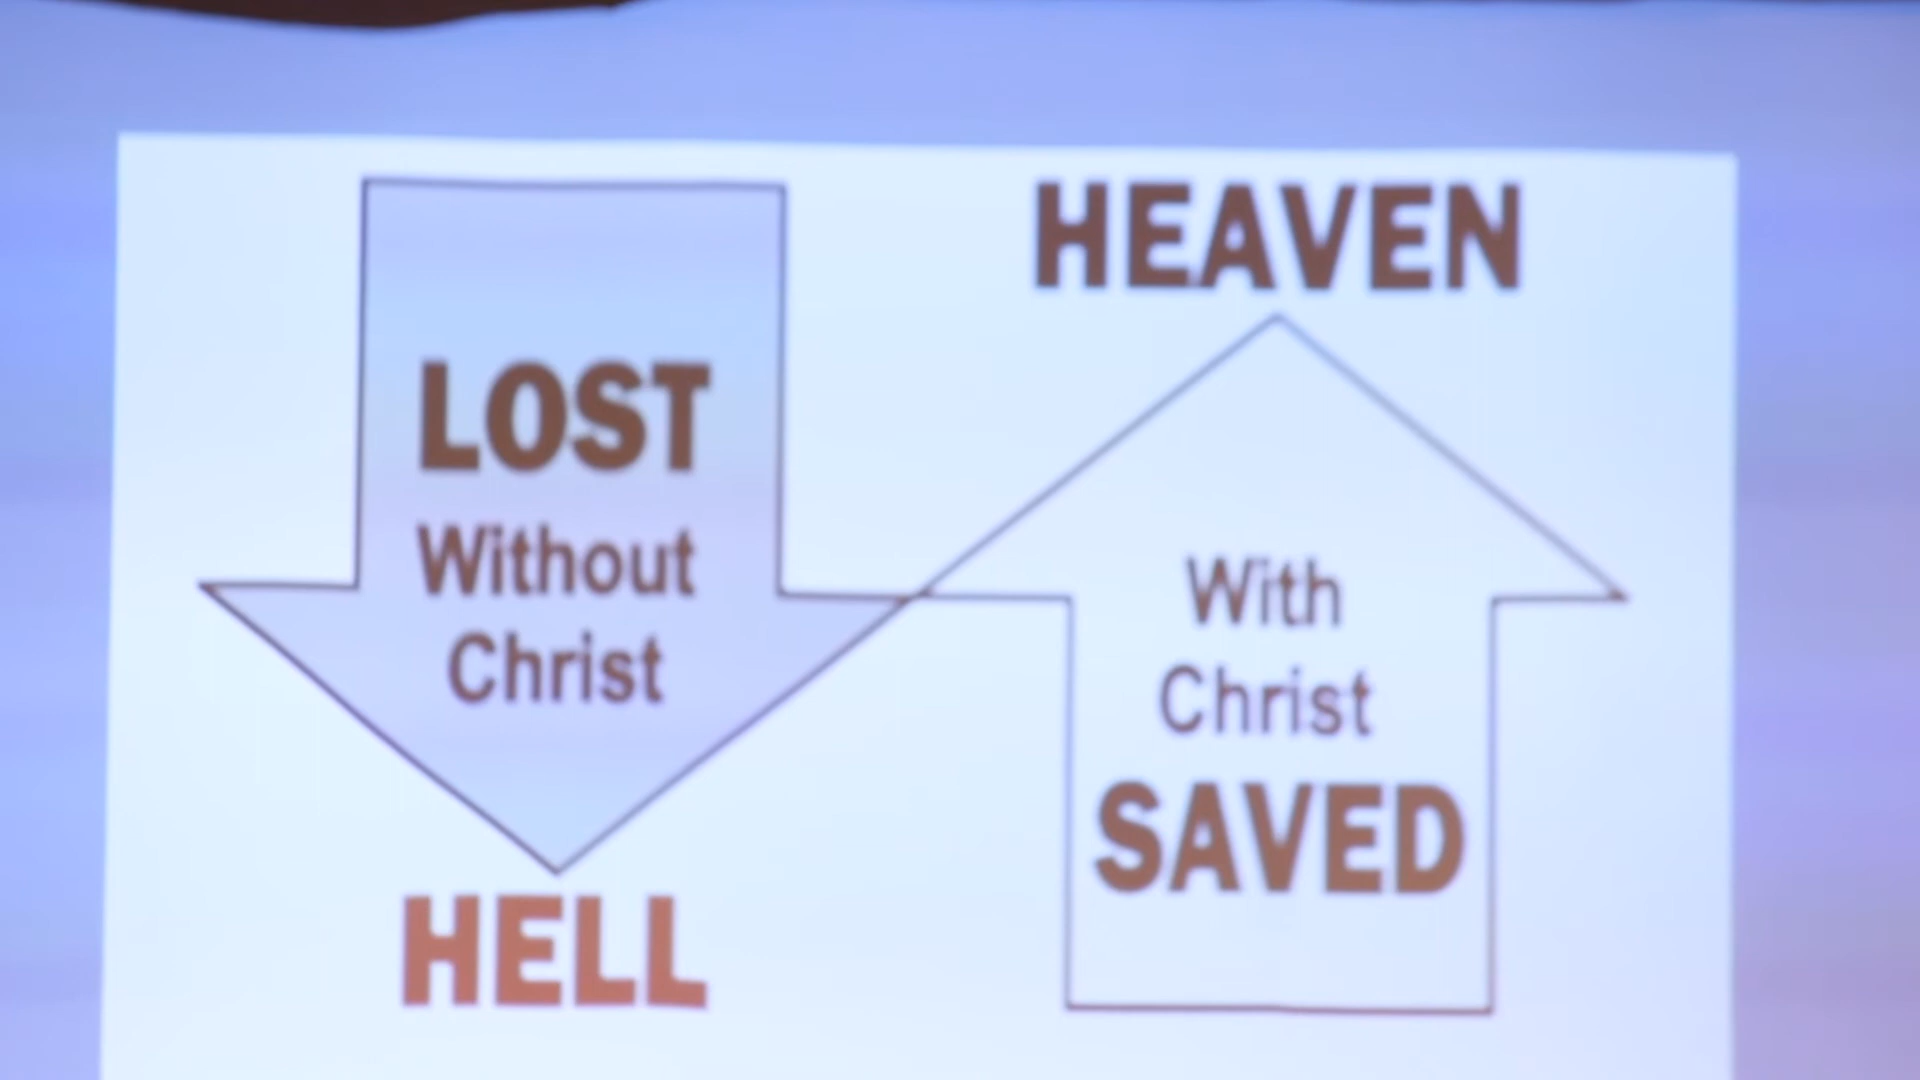 LOST
Without
Christ
HELL
HEAVEN
With
Christ
SAVED